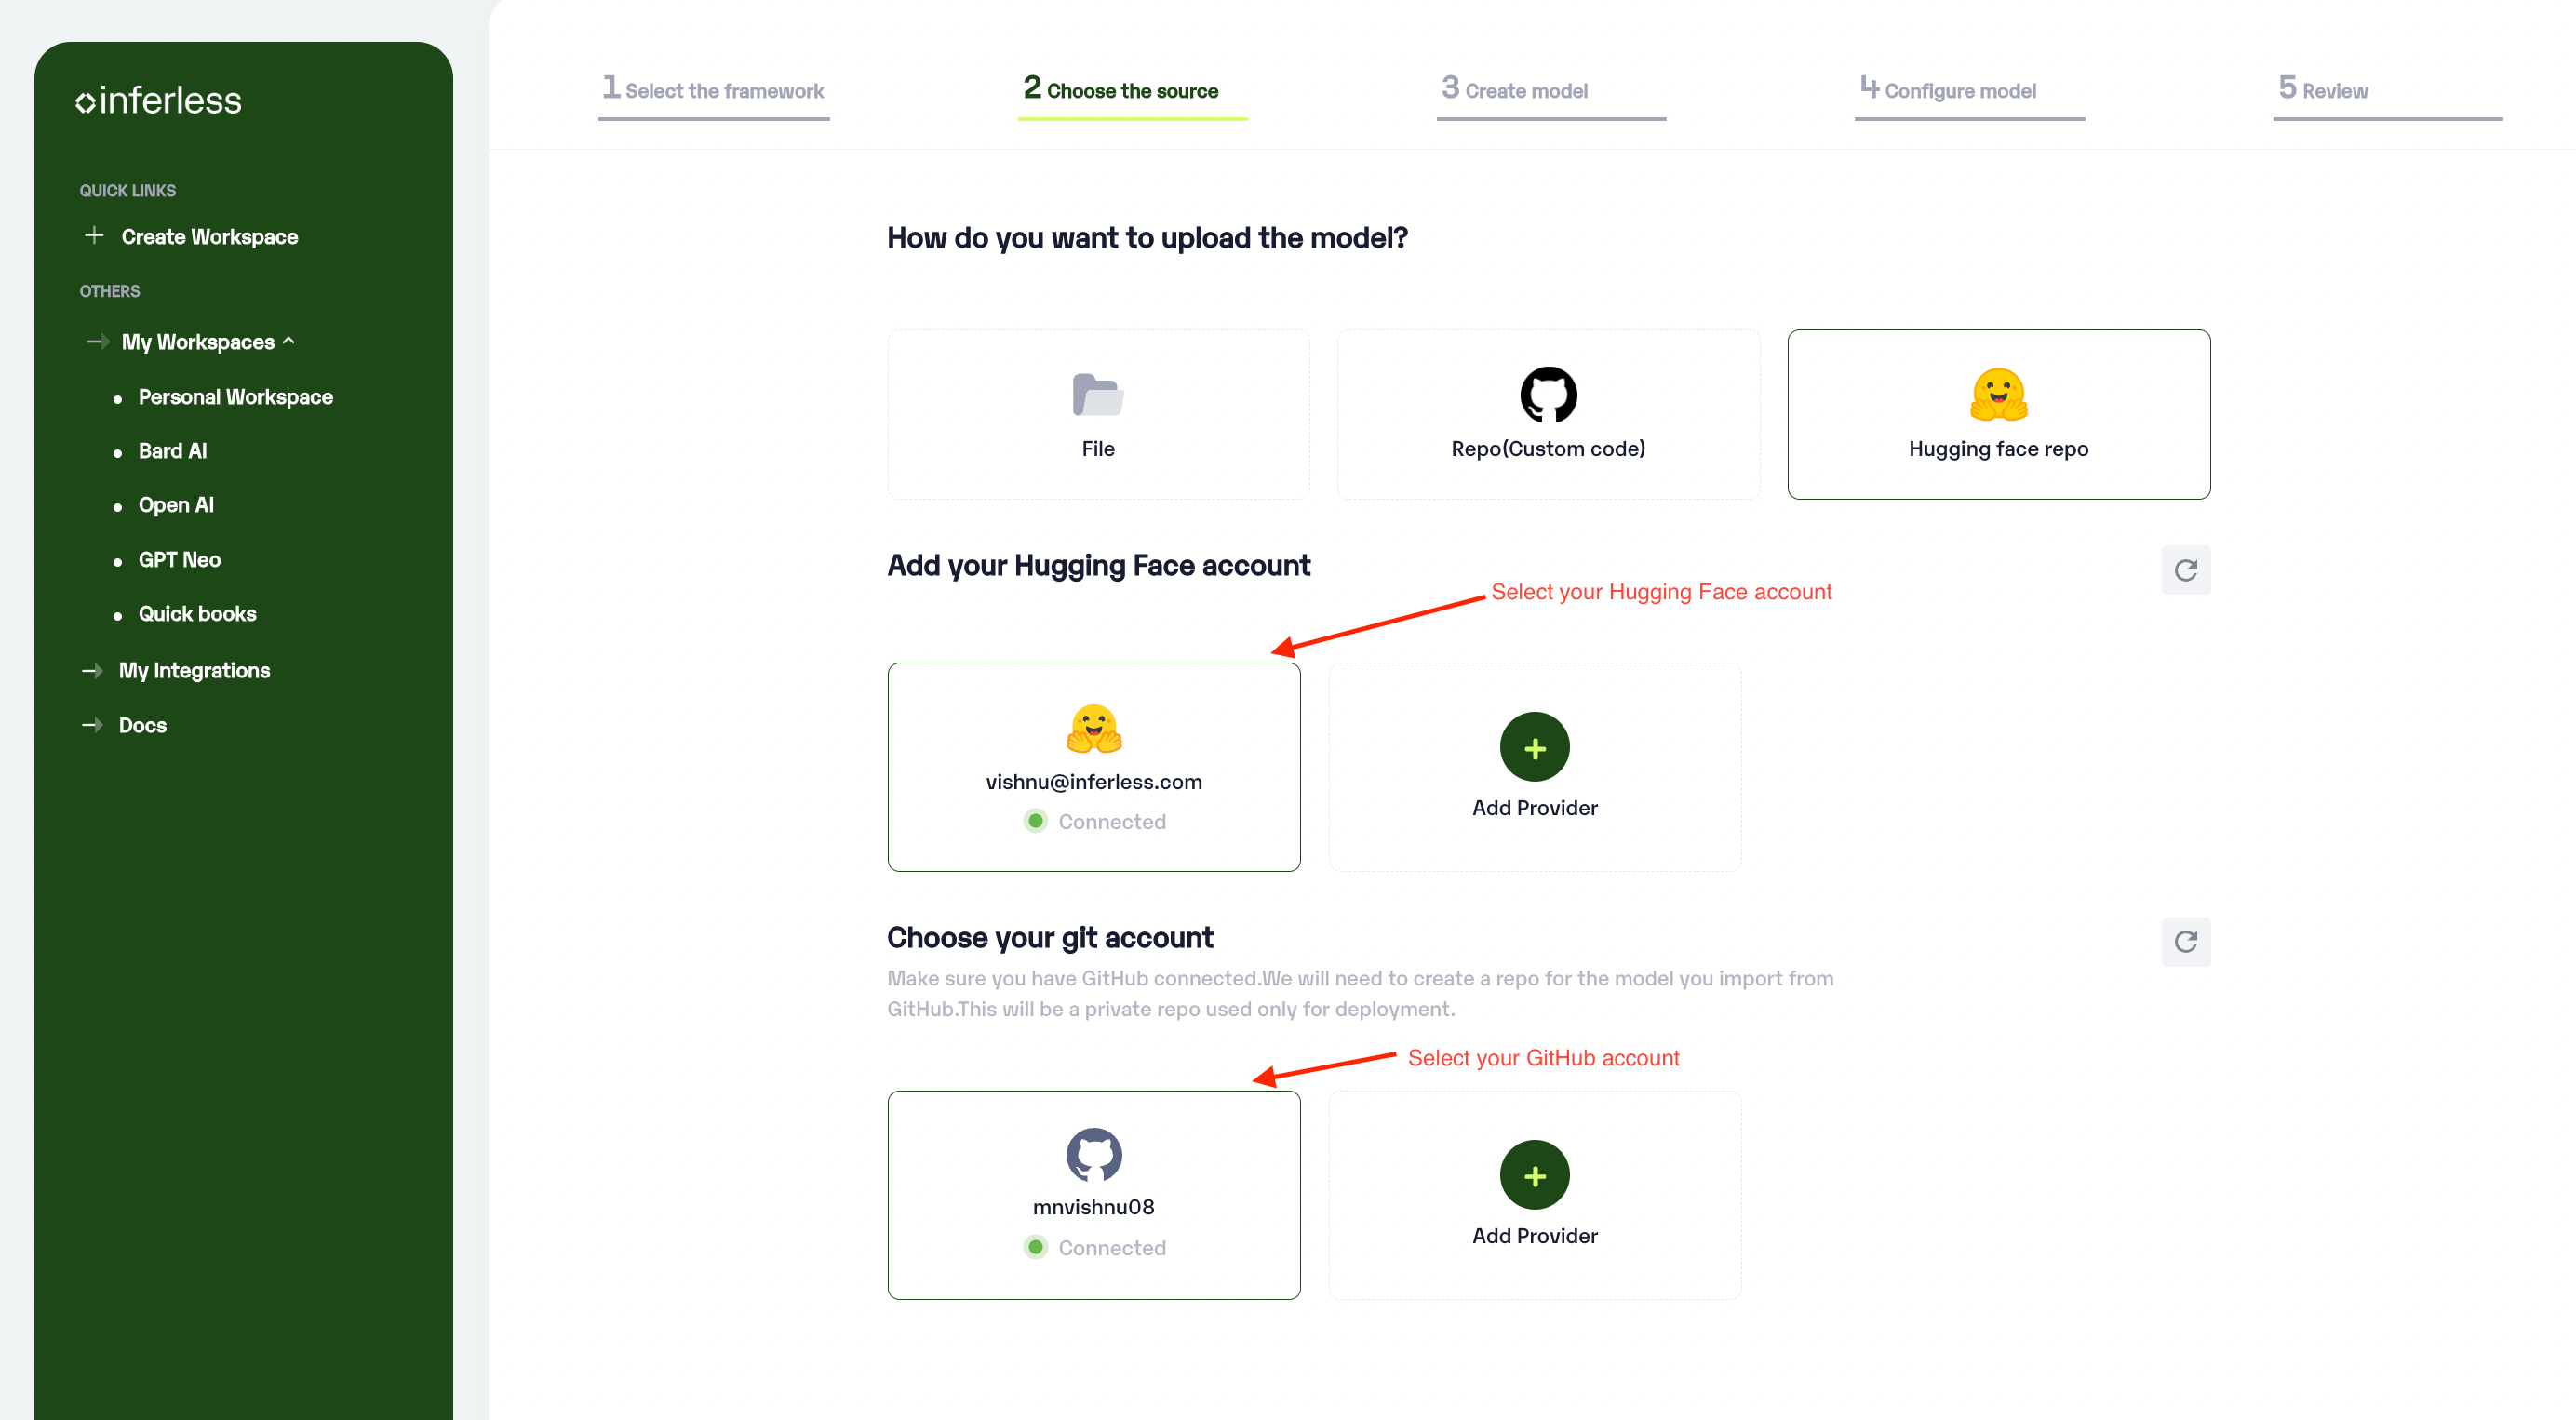 inferless
QUICK LINKS
Create Workspace
OTHERS
My Workspaces
Personal Workspace
Bard AI
Open AI
GPT Neo
Quick books
My Integrations
Docs
1 Select the framework
2 Choose the source
3 Create model
4 Configure model
5 Review
How do you want to upload the model?
File
Repo(Custom code)
Hugging face repo
Add your Hugging Face account
Select your Hugging Face account
vishnu@inferless.com
Connected
Add Provider
Choose your git account
Make sure you have GitHub connected.We will need to create a repo for the model you import from
GitHub.This will be a private repo used only for deployment.
Select your GitHub account
mnvishnu08
Connected
Add Provider